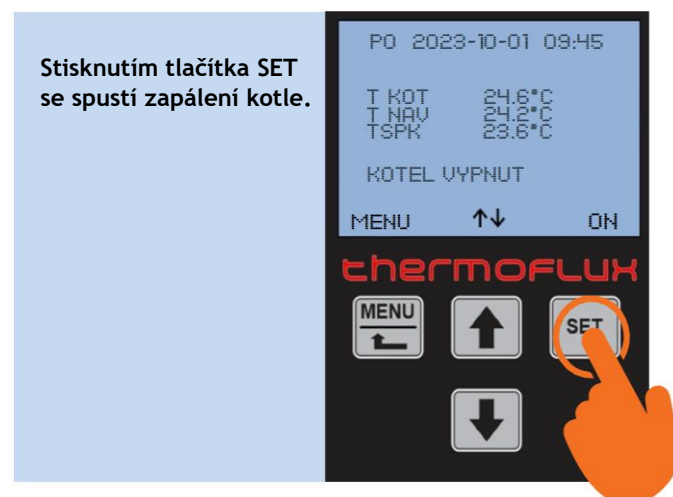 Stisknutím tlačítka SET
se spustí zapálení kotle.
PO 2023-10-01 09:45
T KOT 24.6°C
T NAV 24.2°C
TSPK 23.6°C
KOTEL VYPNUT
MENU ↑↓ ON
thermoflux
MENU
SET